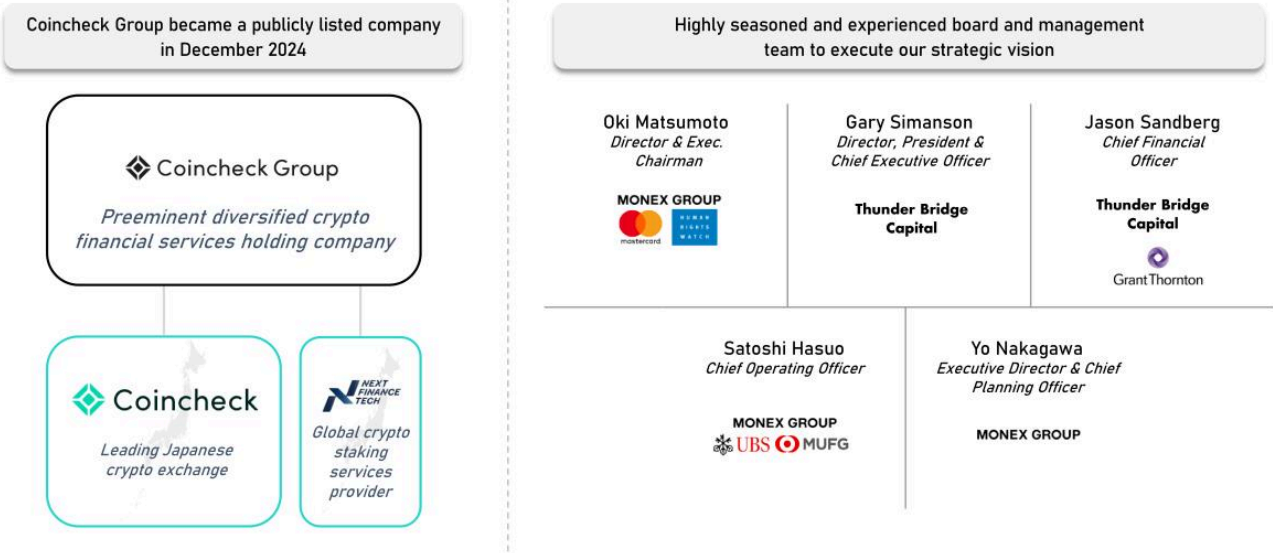 Coincheck Group became a publicly listed company
in December 2024
Coincheck Group
Preeminent diversified crypto
financial services holding company
Coincheck
Leading Japanese
crypto exchange
NEXT
FINANCE
TECH
Global crypto
staking
services
provider
Highly seasoned and experienced board and management
team to execute our strategic vision
Oki Matsumoto
Director & Exec.
Chairman
MONEX GROUP
mastercard
HUMAN
RIGHTS
WATCH
Gary Simanson
Director, President &
Chief Executive Officer
Thunder Bridge
Capital
Jason Sandberg
Chief Financial
Officer
Thunder Bridge
Capital
GrantThornton
Satoshi Hasuo
Chief Operating Officer
MONEX GROUP
UBS MUFG
Yo Nakagawa
Executive Director & Chief
Planning Officer
MONEX GROUP